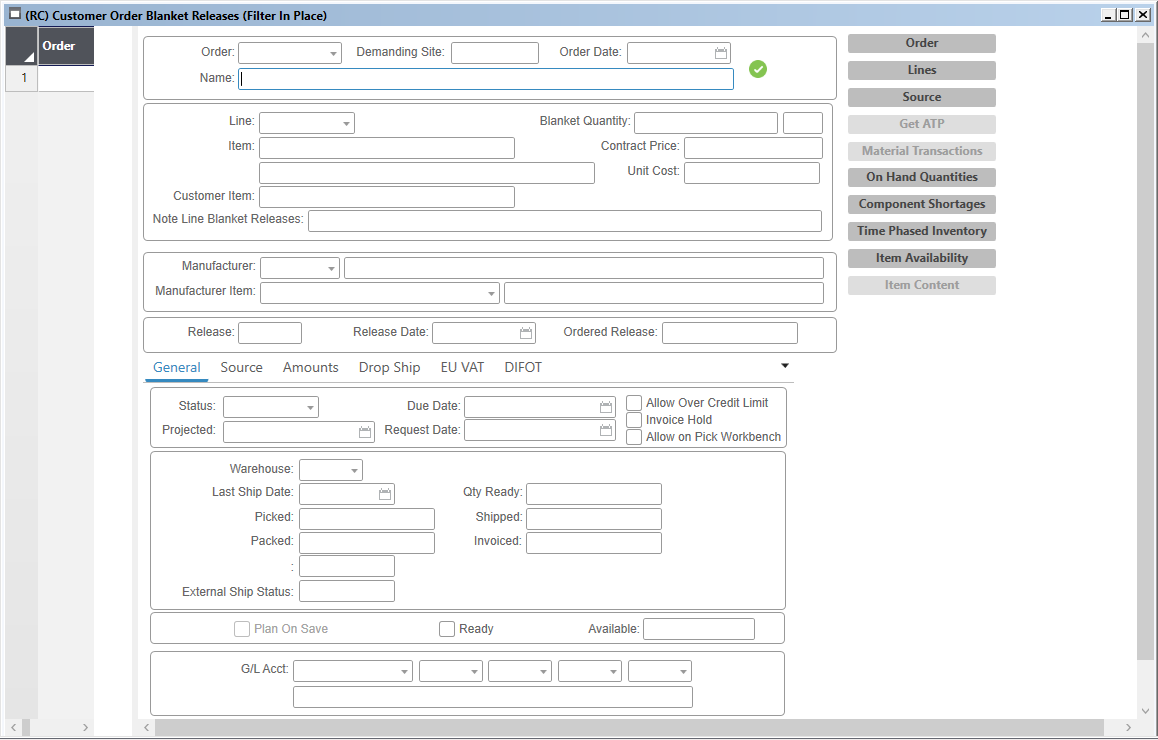 (RC) Customer Order Blanket Releases (Filter In Place)
Order
1
Order: Demanding Site: Order Date:
Name:
Line: Blanket Quantity:
Item: Contract Price:
Unit Cost:
Customer Item:
Note Line Blanket Releases:
Manufacturer:
Manufacturer Item:
Release: Release Date: Ordered Release:
General Source Amounts Drop Ship EU VAT DIFOT
Status: Due Date: Allow Over Credit Limit
Invoice Hold
Projected: Request Date: Allow on Pick Workbench
Warehouse:
Last Ship Date: Qty Ready:
Picked: Shipped:
Packed: Invoiced:
:
External Ship Status:
Plan On Save Ready Available:
G/L Acct:
Order
Lines
Source
Get ATP
Material Transactions
On Hand Quantities
Component Shortages
Time Phased Inventory
Item Availability
Item Content